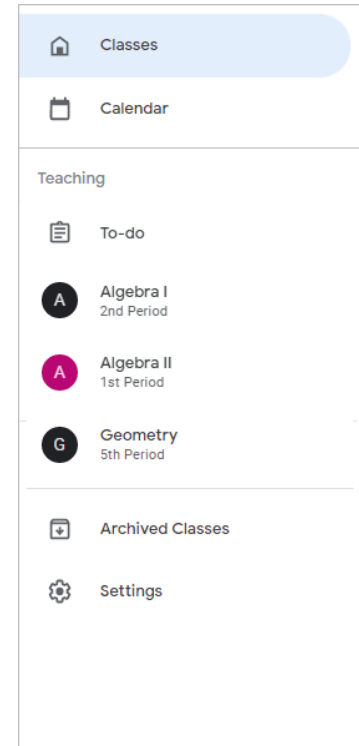 Classes
Calendar
Teaching
To-do
A
Algebra I
2nd Period
A
Algebra II
1st Period
G
Geometry
5th Period
Archived Classes
Settings